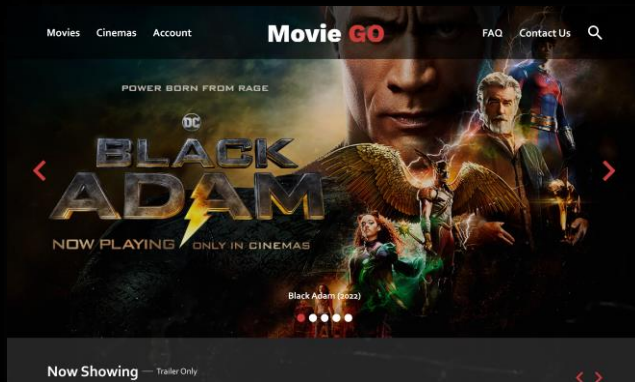 Movies Cinemas Account Movie GO FAQ Contact Us
POWER BORN FROM RAGE
DC
BLACK
ADAM
NOW PLAYING ONLY IN CINEMAS
Black Adam (2022)
Now Showing — Trailer Only